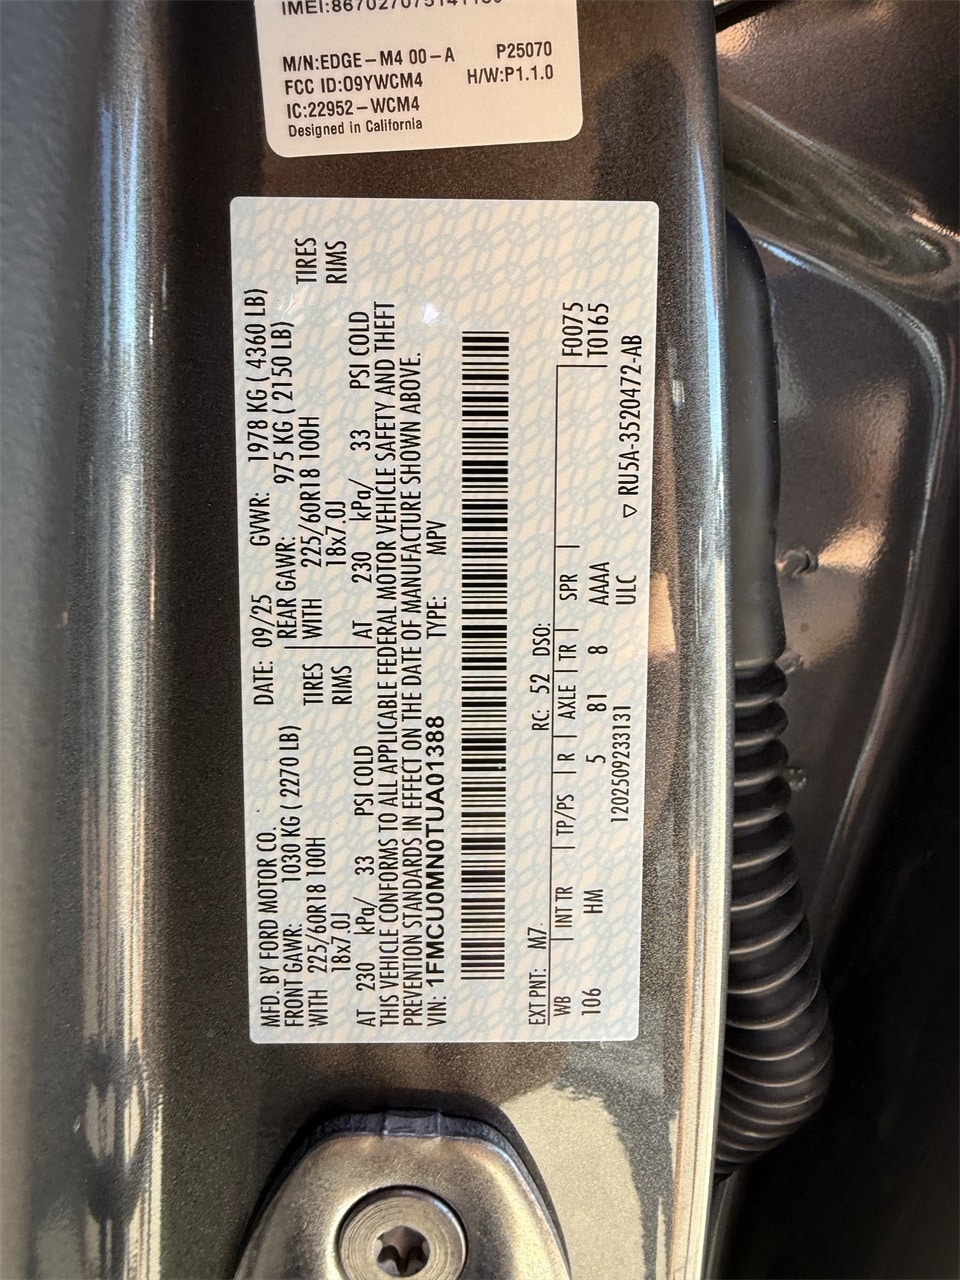 M/N:EDGE-M4 00-A P25070
FCC ID:O9YWCM4 H/W:P1.1.0
IC:22952-WCM4
Designed in California
MFD. BY FORD MOTOR CO. DATE: 09/25 GVWR: 1978 KG ( 4360 LB)
FRONT GAWR: 1030 KG ( 2270 LB) REAR GAWR: 975 KG ( 2150 LB)
WITH 225/60R18 100H TIRES WITH 225/60R18 100H TIRES
18x7.0J RIMS 18x7.0J RIMS
AT 230 kPa/ 33 PSI COLD AT 230 kPa/ 33 PSI COLD
THIS VEHICLE CONFORMS TO ALL APPLICABLE FEDERAL MOTOR VEHICLE SAFETY AND THEFT
PREVENTION STANDARDS IN EFFECT ON THE DATE OF MANUFACTURE SHOWN ABOVE.
VIN: 1FMCU0MN0TUA01388 TYPE: MPV
EXT PNT: M7 RC: 52 DSO: F0075
WB INT TR TP/PS R AXLE TR SPR T0165
106 HM 5 81 8 AAAA
1202509233131 ULC ▽ RU5A-3520472-AB